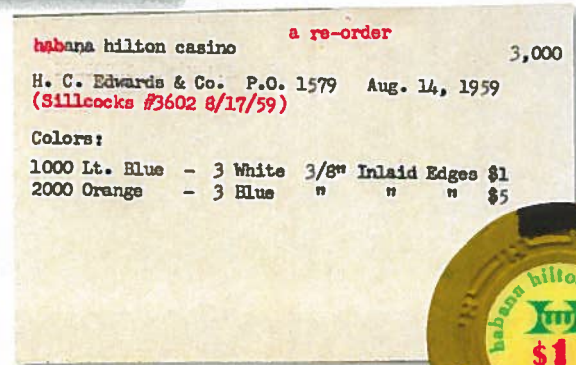 a re-order
habana hilton casino 3,000
H. C. Edwards & Co. P.O. 1579 Aug. 14, 1959
(Sillcocks #3602 8/17/59)
Colors:
1000 Lt. Blue - 3 White 3/8" Inlaid Edges $1
2000 Orange - 3 Blue " " " $5
habana hilto
$1